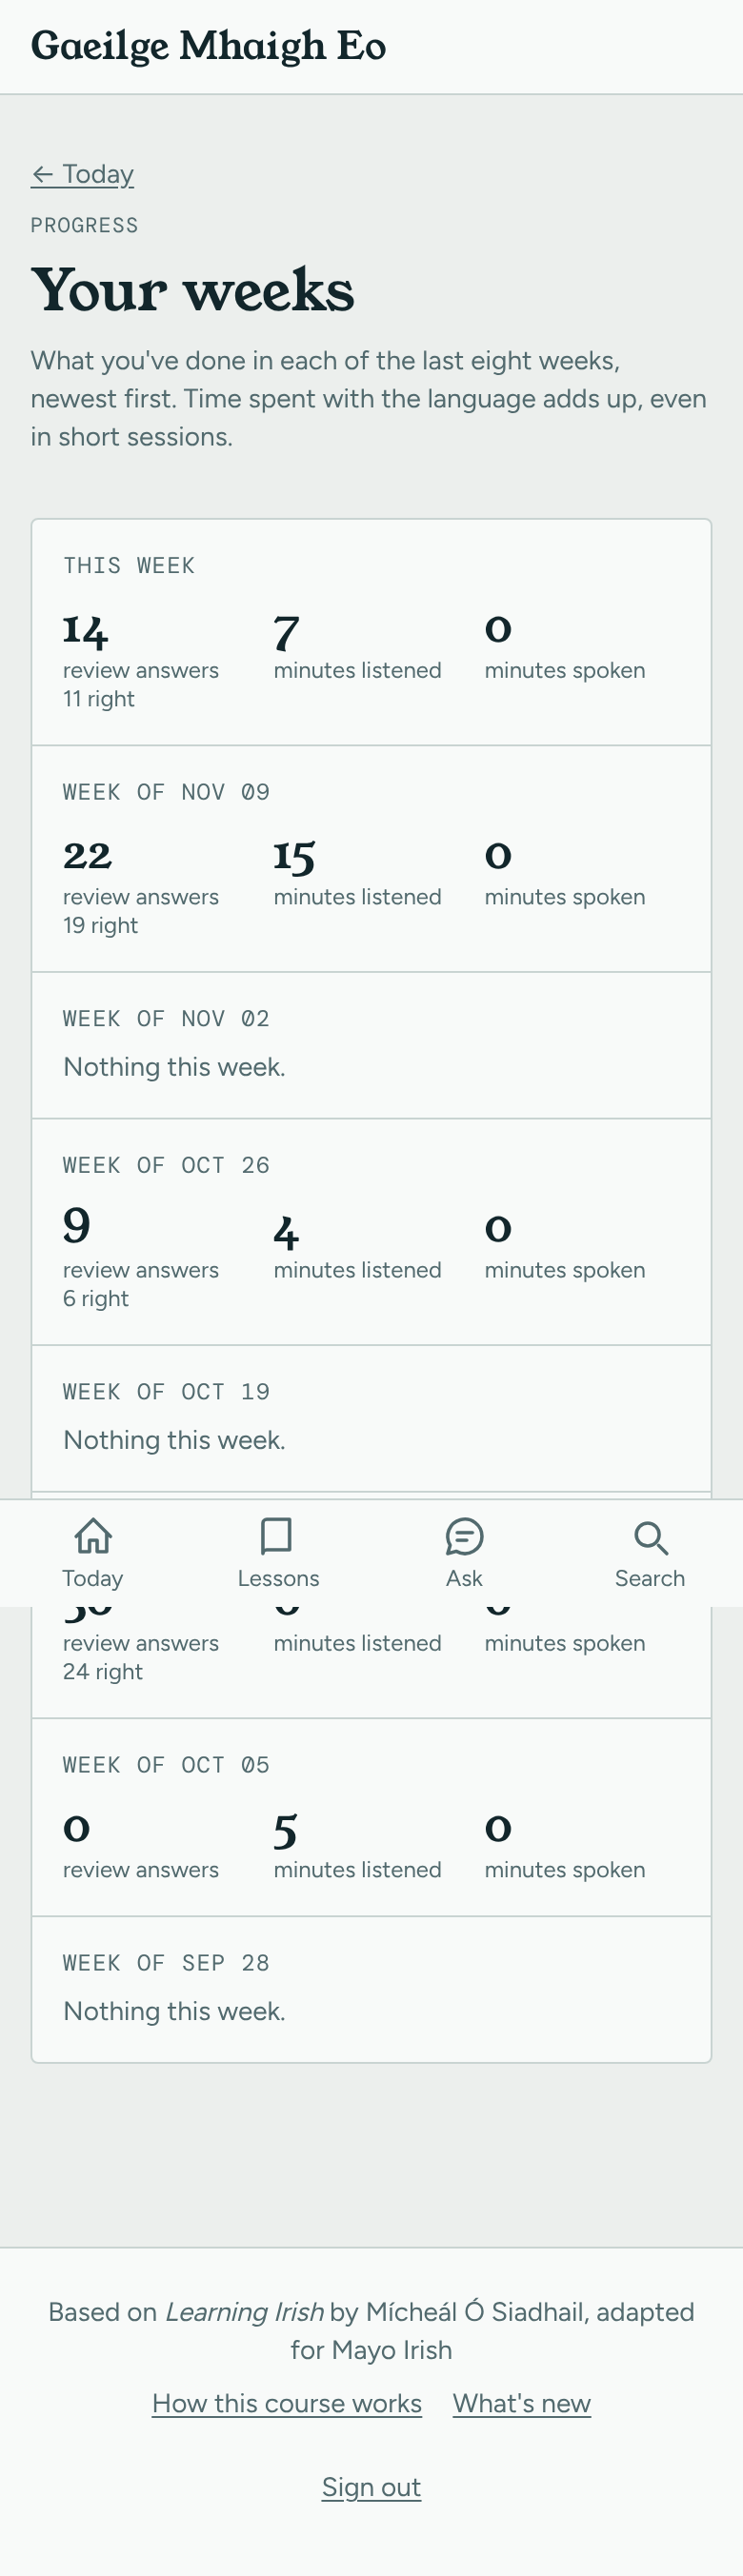 Gaeilge Mhaigh Eo
← Today
PROGRESS
Your weeks
What you've done in each of the last eight weeks,
newest first. Time spent with the language adds up, even
in short sessions.
THIS WEEK
14 7 0
review answers minutes listened minutes spoken
11 right
WEEK OF NOV 09
22 15 0
review answers minutes listened minutes spoken
19 right
WEEK OF NOV 02
Nothing this week.
WEEK OF OCT 26
9 4 0
review answers minutes listened minutes spoken
6 right
WEEK OF OCT 19
Nothing this week.
Today Lessons Ask Search
review answers minutes listened minutes spoken
24 right
WEEK OF OCT 05
0 5 0
review answers minutes listened minutes spoken
WEEK OF SEP 28
Nothing this week.
Based on Learning Irish by Mícheál Ó Siadhail, adapted
for Mayo Irish
How this course works What's new
Sign out